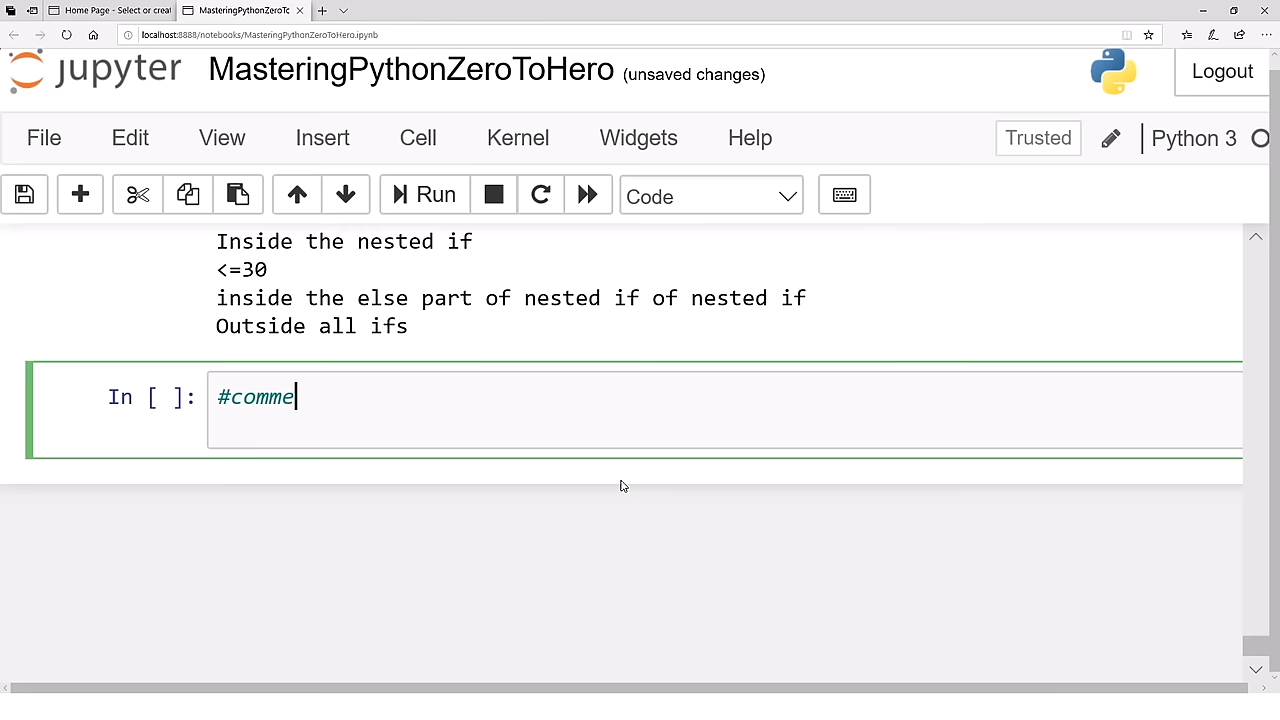 Home Page - Select or creat
MasteringPythonZeroTo
localhost:8888/notebooks/MasteringPythonZeroToHero.ipynb
jupyter MasteringPythonZeroToHero (unsaved changes)
Logout
File Edit View Insert Cell Kernel Widgets Help
Trusted
Python 3
Run
Code
Inside the nested if
<=30
inside the else part of nested if of nested if
Outside all ifs
In [ ]: #comme